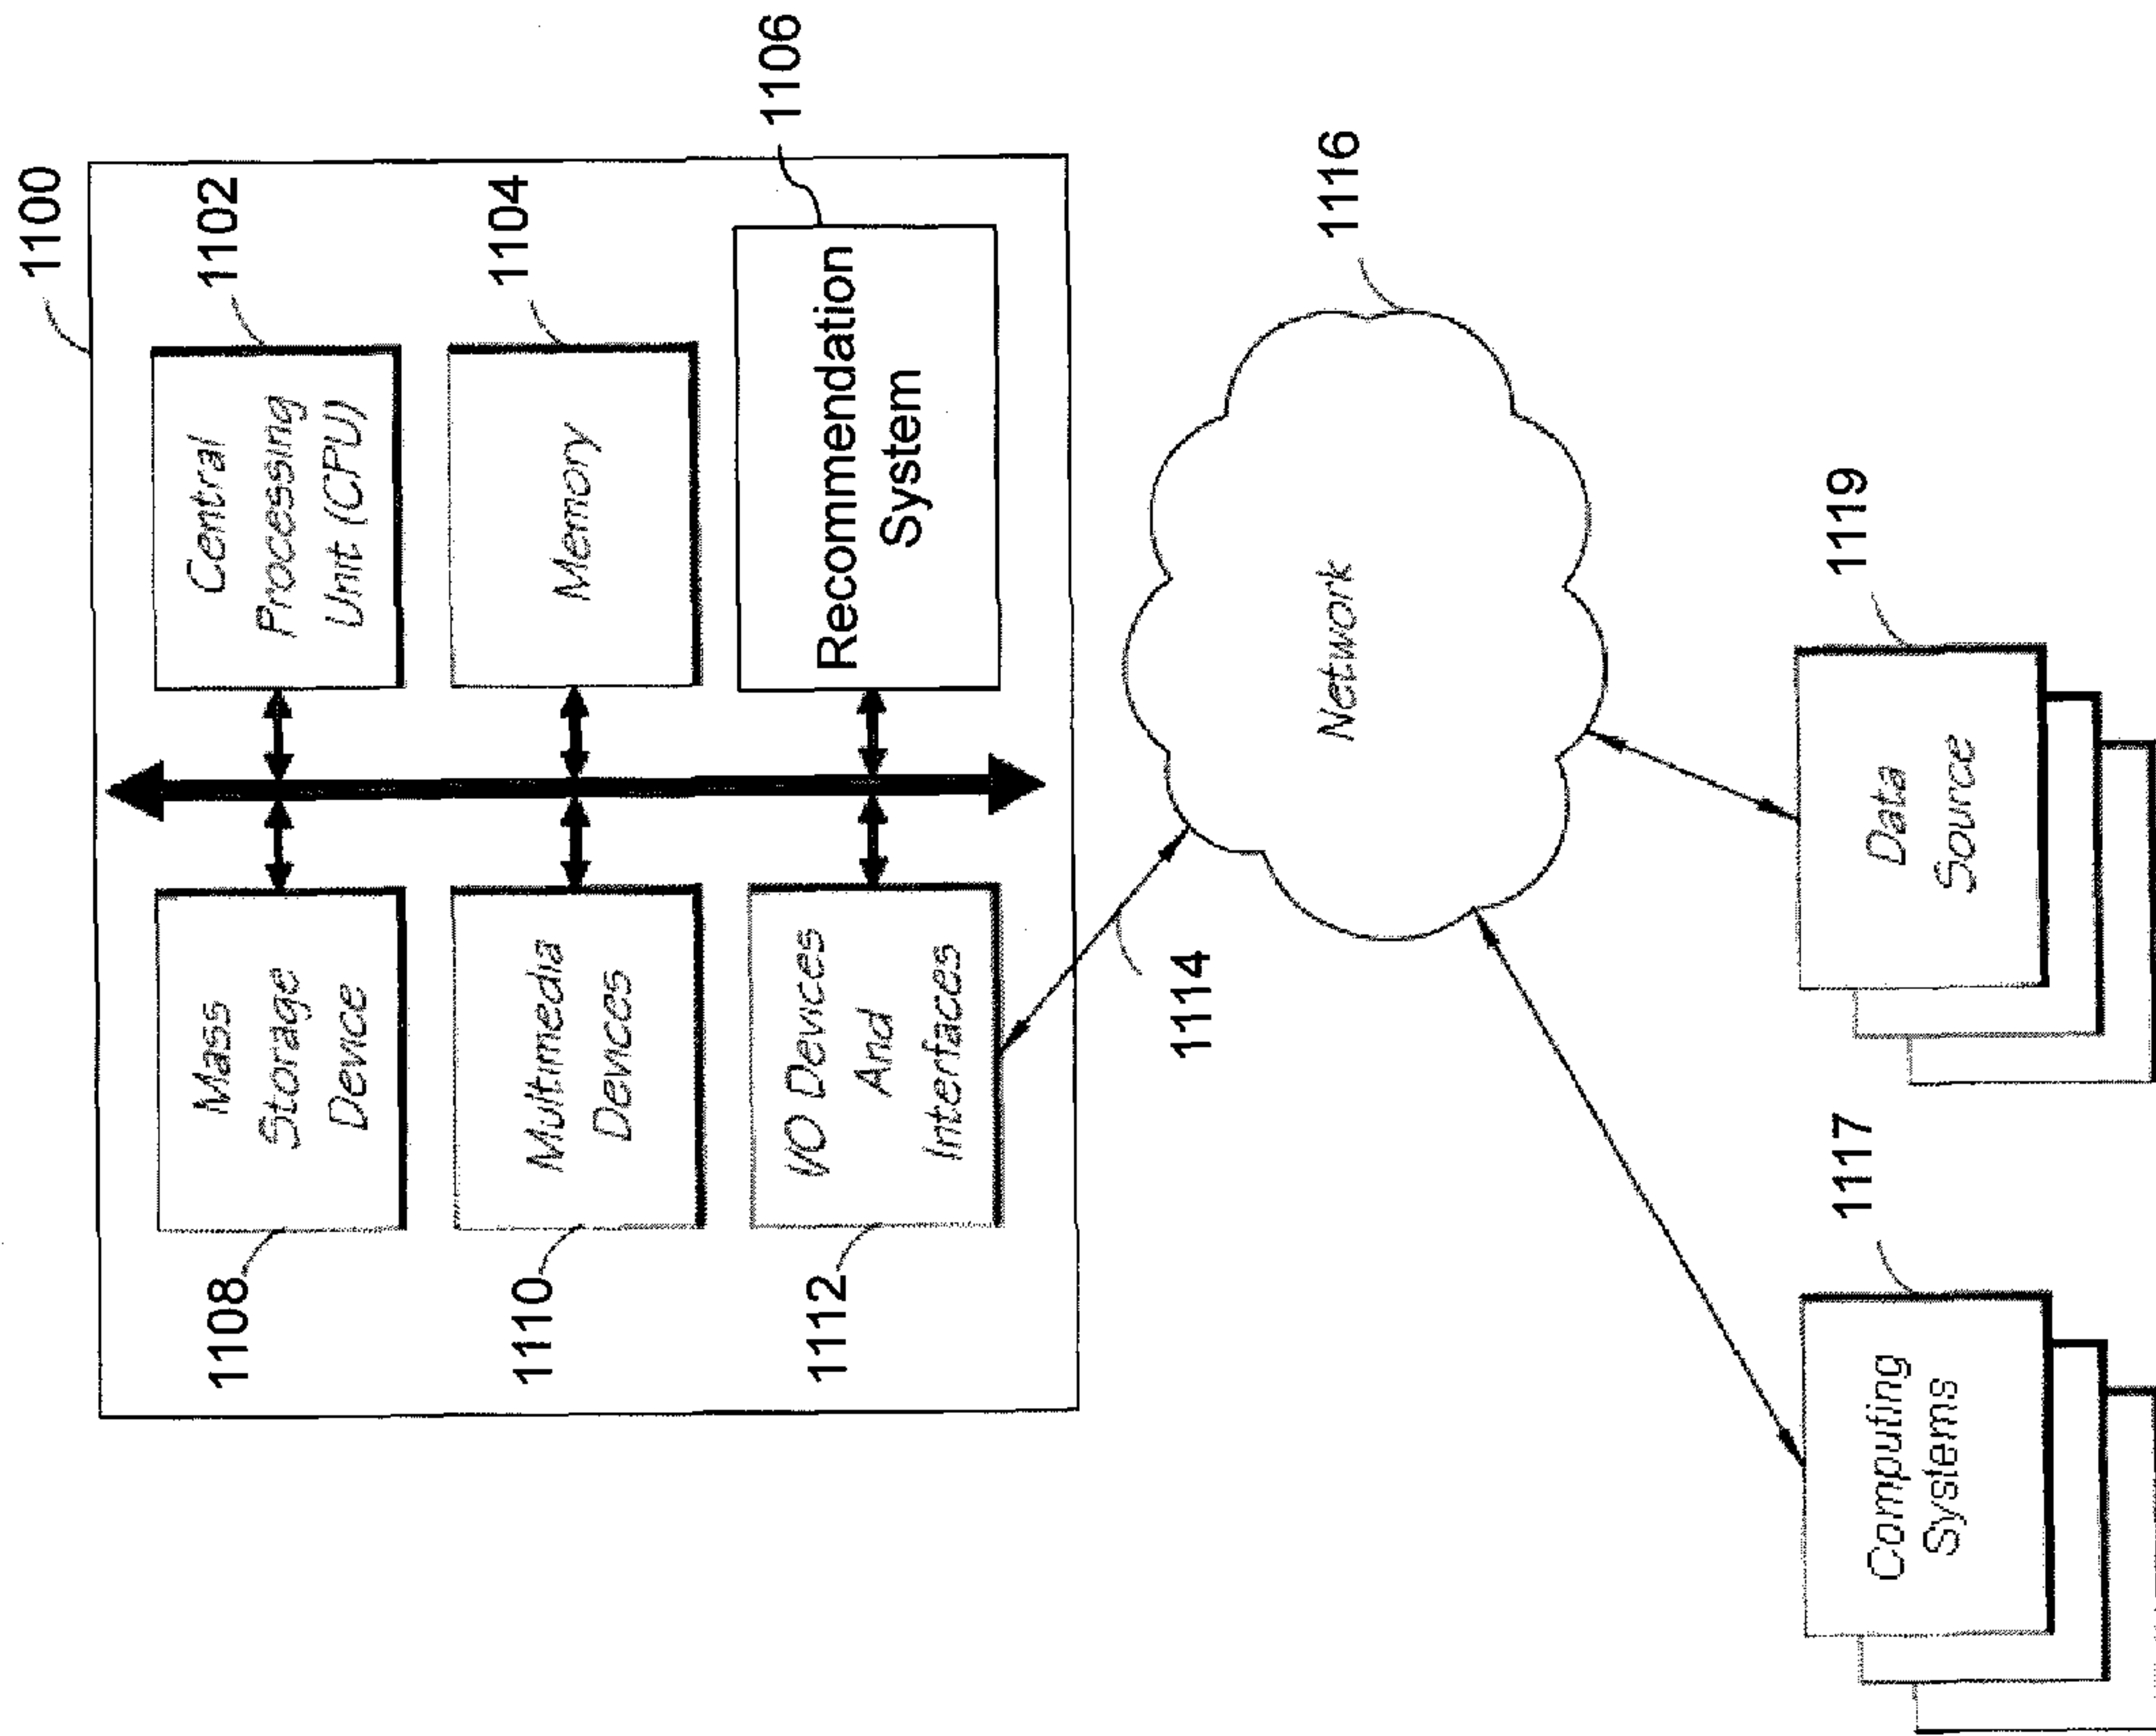 1100
1108
Mass
Storage
Device
Central
Processing
Unit (CPU)
1102
1110
Multimedia
Devices
Memory
1104
1112
I/O Devices
And
Interfaces
Recommendation
System
1106
1114
Network
1116
1117
Computing
Systems
1119
Data
Source